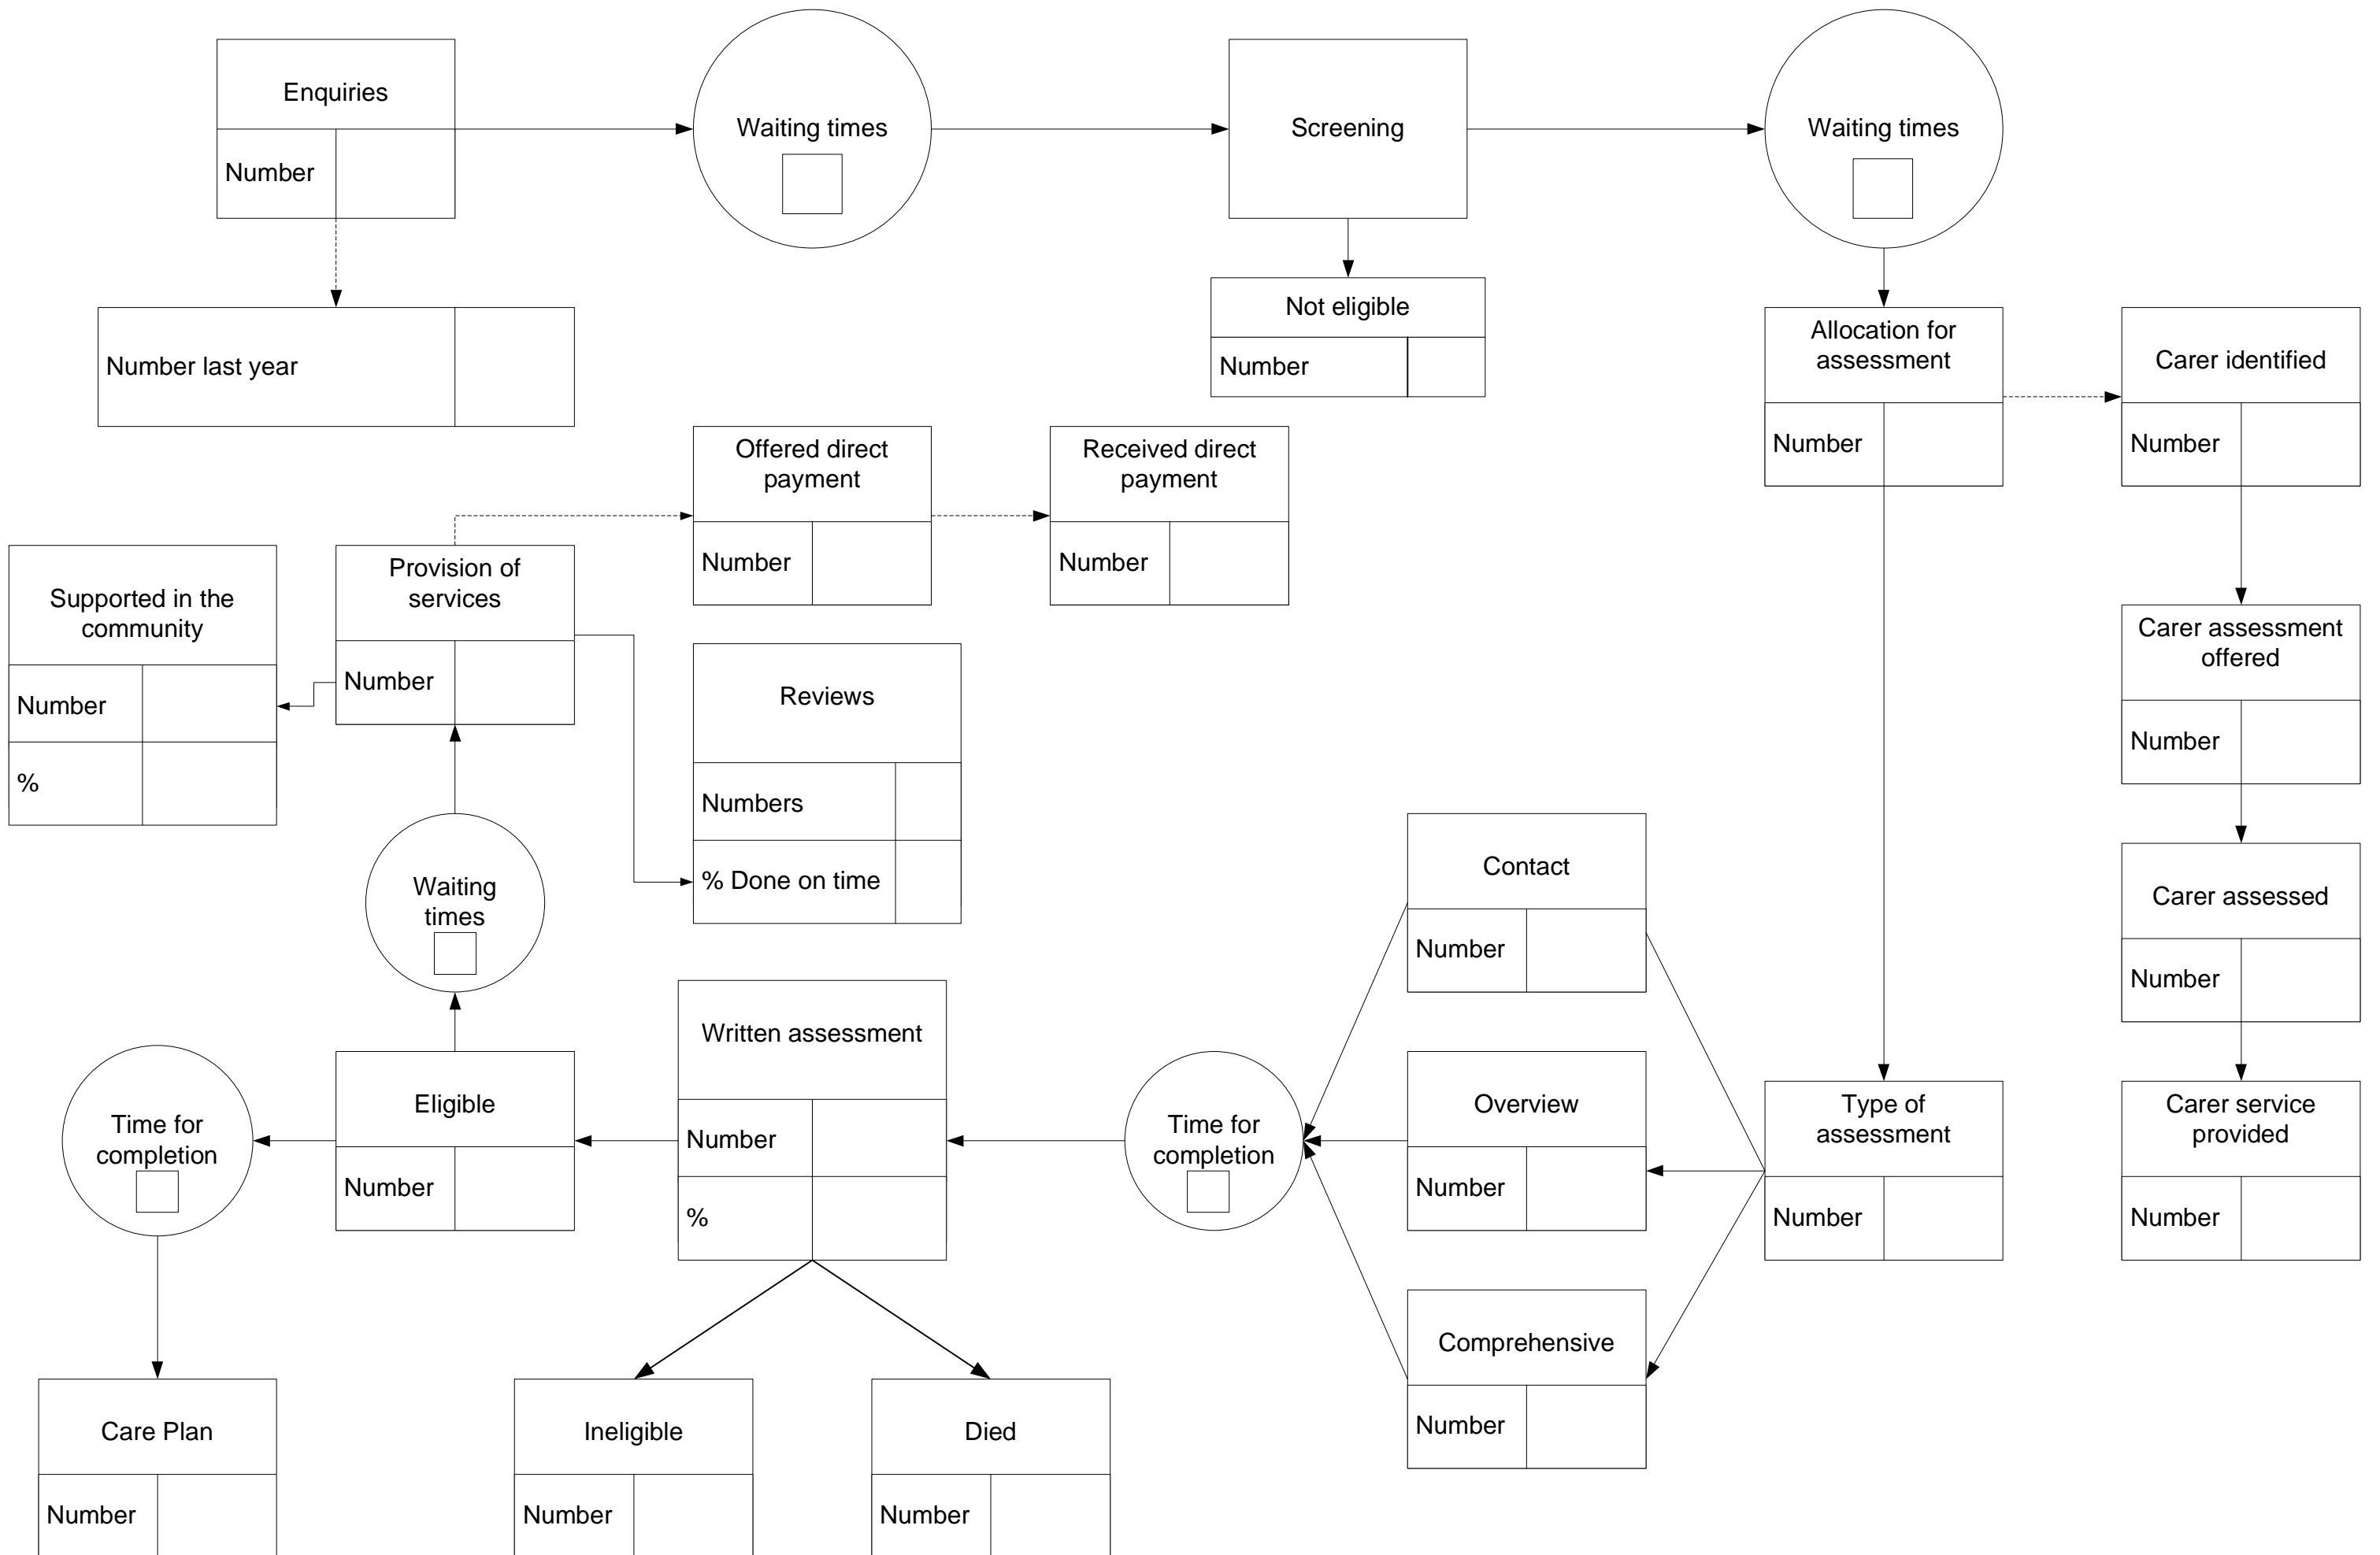 Enquiries
Number
Waiting times
Screening
Waiting times
Number last year
Not eligible
Number
Allocation for
assessment
Number
Carer identified
Number
Offered direct
payment
Number
Received direct
payment
Number
Supported in the
community
Number
%
Provision of
services
Number
Reviews
Numbers
% Done on time
Carer assessment
offered
Number
Waiting
times
Contact
Number
Carer assessed
Number
Time for
completion
Eligible
Number
Written assessment
Number
%
Time for
completion
Overview
Number
Type of
assessment
Number
Carer service
provided
Number
Comprehensive
Number
Care Plan
Number
Ineligible
Number
Died
Number